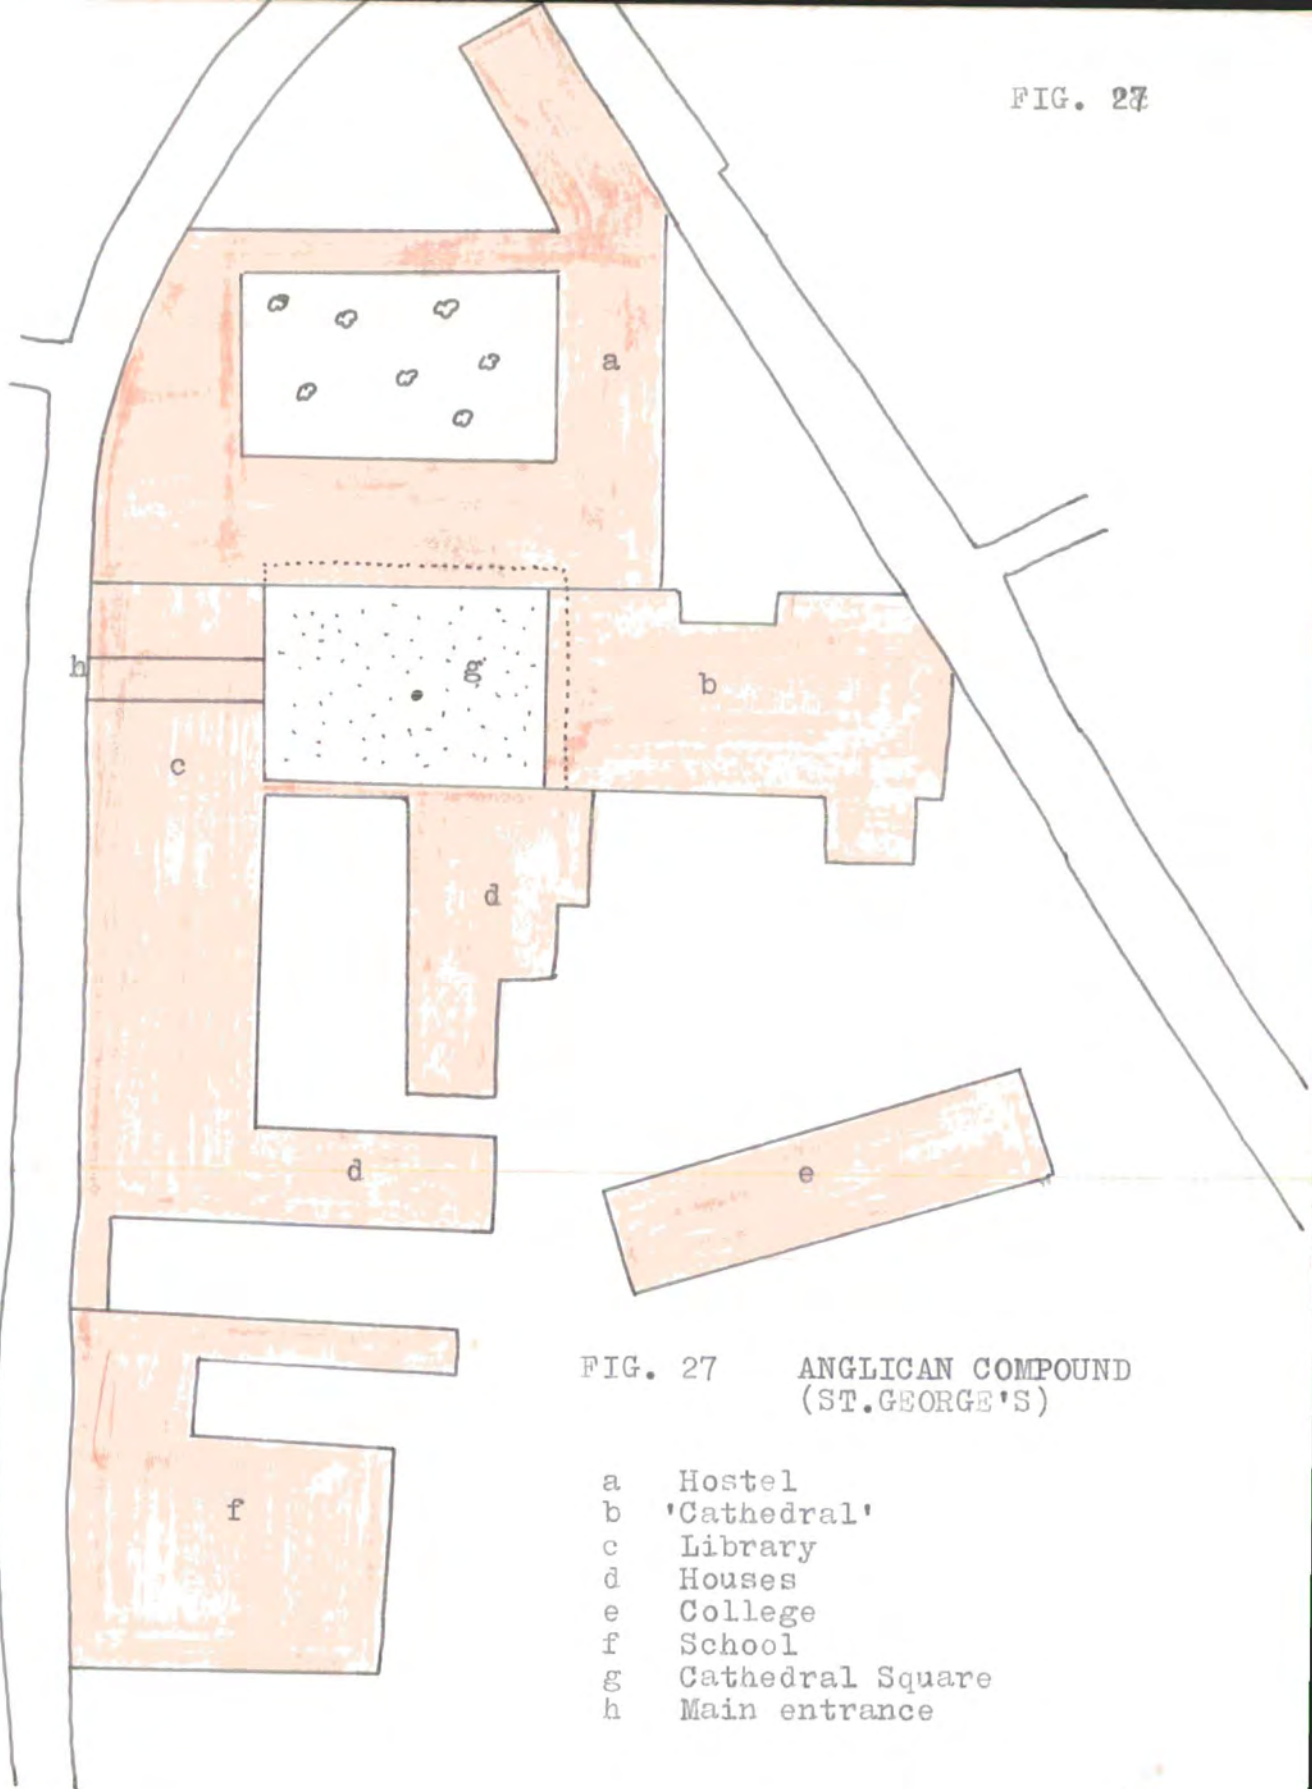 FIG. 27
a
h
g
b
c
d
d
e
f
FIG. 27 ANGLICAN COMPOUND
(ST.GEORGE'S)
a Hostel
b 'Cathedral'
c Library
d Houses
e College
f School
g Cathedral Square
h Main entrance